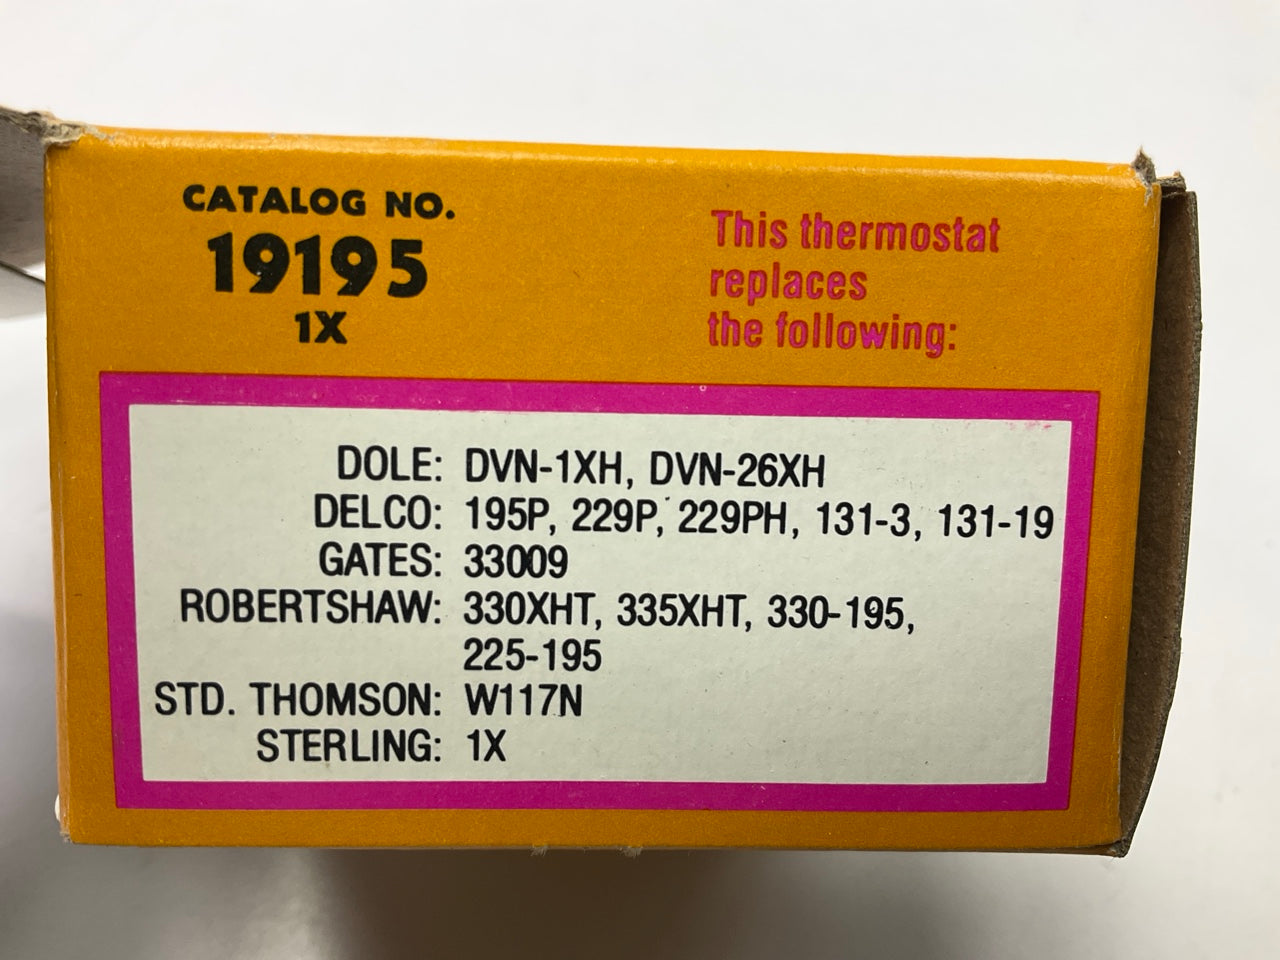 CATALOG NO.
19195
1X
This thermostat
replaces
the following:
DOLE: DVN-1XH, DVN-26XH
DELCO: 195P, 229P, 229PH, 131-3, 131-19
GATES: 33009
ROBERTSHAW: 330XHT, 335XHT, 330-195,
225-195
STD. THOMSON: W117N
STERLING: 1X